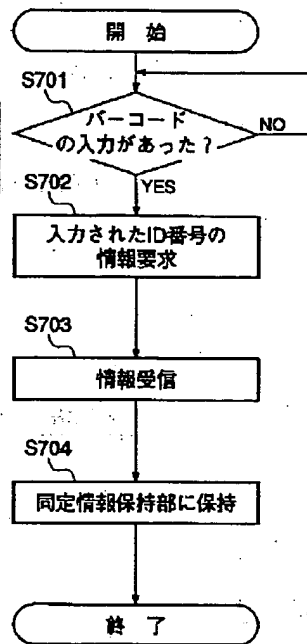 開 始
S701
バーコード
の入力があった？
NO
YES
S702
入力されたID番号の
情報要求
S703
情報受信
S704
同定情報保持部に保持
終 了